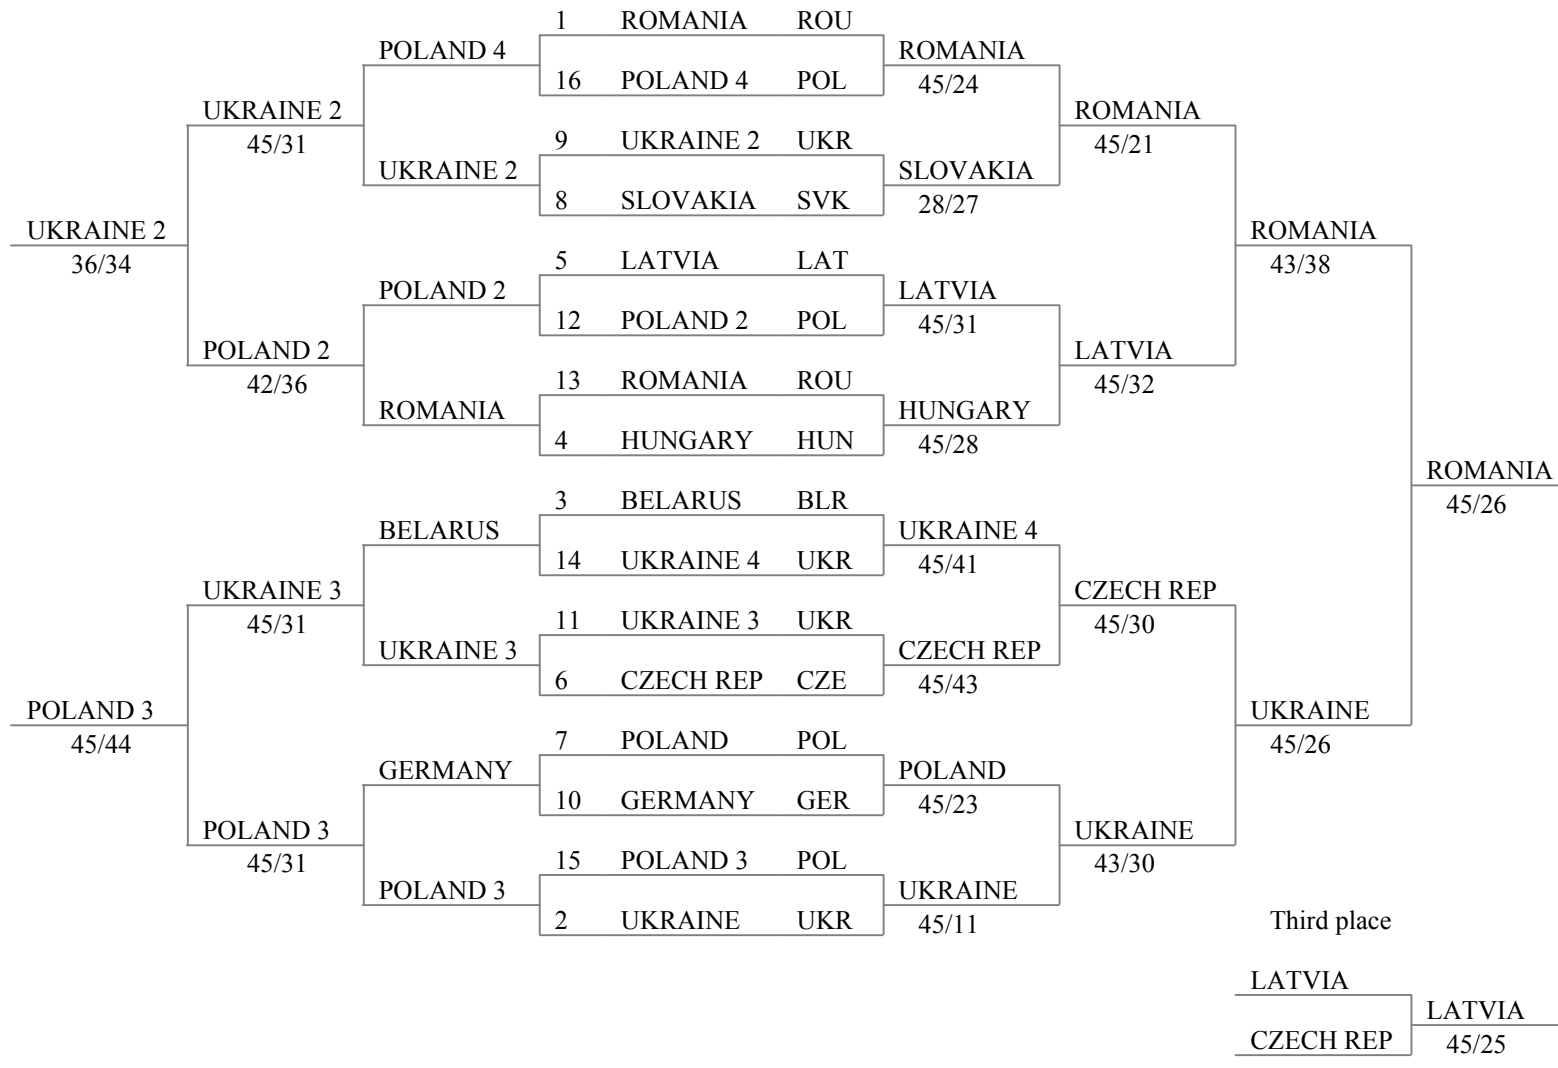 1 ROMANIA ROU
POLAND 4 ROMANIA
16 POLAND 4 POL 45/24
UKRAINE 2 ROMANIA
45/31 9 UKRAINE 2 UKR 45/21
UKRAINE 2 SLOVAKIA
8 SLOVAKIA SVK 28/27
UKRAINE 2 ROMANIA
36/34 5 LATVIA LAT 43/38
POLAND 2 LATVIA
12 POLAND 2 POL 45/31
POLAND 2 LATVIA
42/36 13 ROMANIA ROU 45/32
ROMANIA HUNGARY
4 HUNGARY HUN 45/28
ROMANIA
3 BELARUS BLR 45/26
BELARUS UKRAINE 4
14 UKRAINE 4 UKR 45/41
UKRAINE 3 CZECH REP
45/31 11 UKRAINE 3 UKR 45/30
UKRAINE 3 CZECH REP
6 CZECH REP CZE 45/43
POLAND 3 UKRAINE
45/44 7 POLAND POL 45/26
GERMANY POLAND
10 GERMANY GER 45/23
POLAND 3 UKRAINE
45/31 15 POLAND 3 POL 43/30
POLAND 3 UKRAINE
2 UKRAINE UKR 45/11 Third place
LATVIA
LATVIA
CZECH REP 45/25